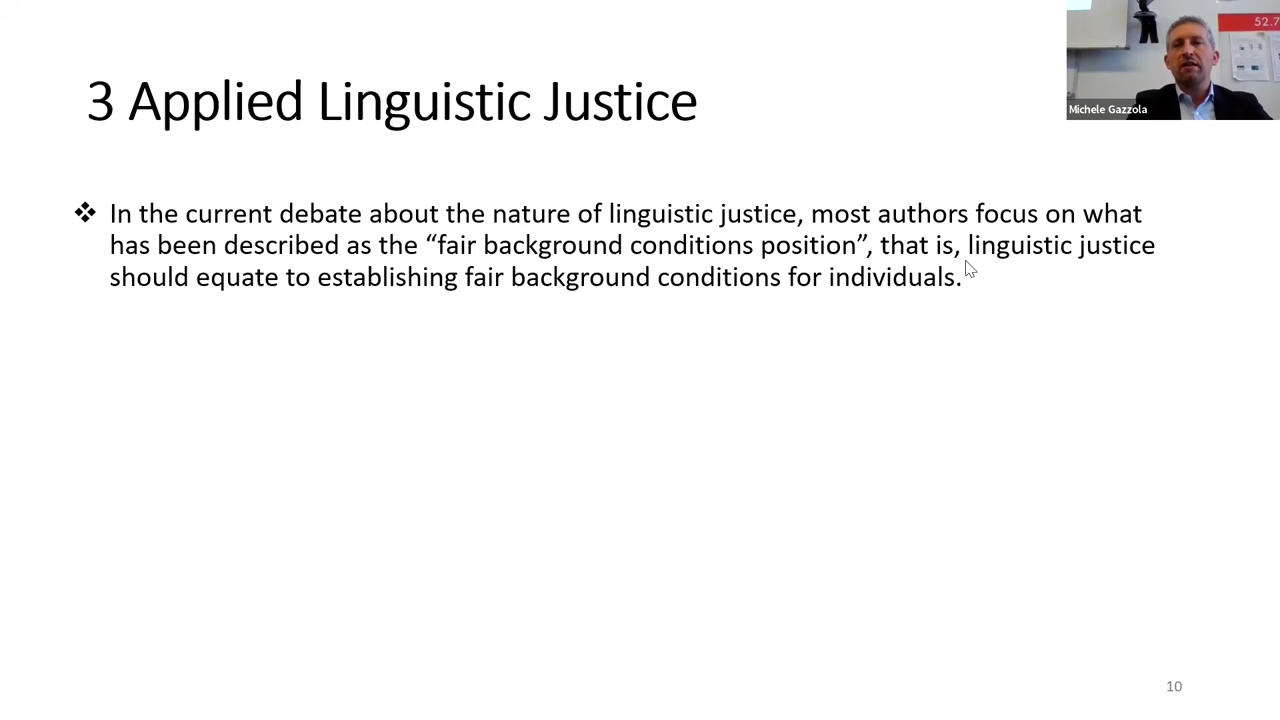 3 Applied Linguistic Justice
52.7
Michele Gazzola
❖ In the current debate about the nature of linguistic justice, most authors focus on what
has been described as the “fair background conditions position”, that is, linguistic justice
should equate to establishing fair background conditions for individuals.
10